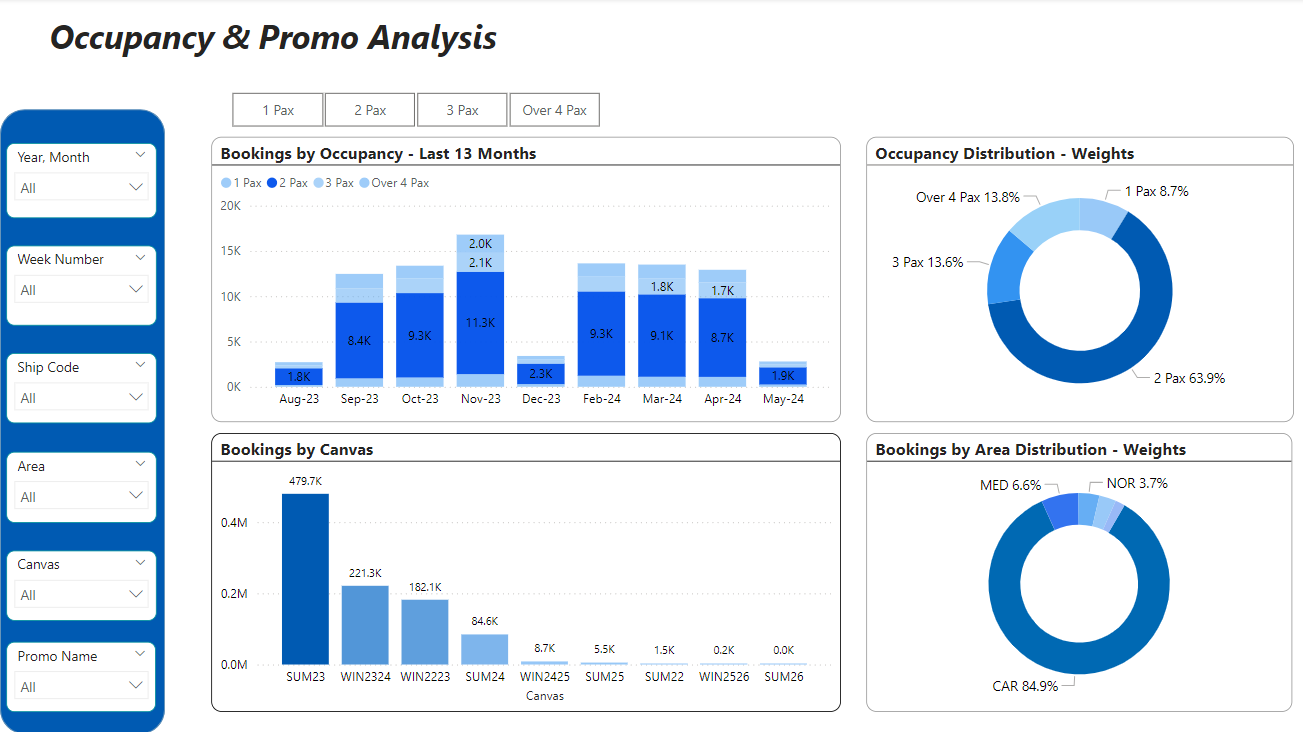 Occupancy & Promo Analysis
Year, Month
All
Week Number
All
Ship Code
All
Area
All
Canvas
All
Promo Name
All
1 Pax 2 Pax 3 Pax Over 4 Pax
Bookings by Occupancy - Last 13 Months
1 Pax 2 Pax 3 Pax Over 4 Pax
20K
15K
10K
5K
0K
2.0K
2.1K
11.3K
1.8K
8.4K
9.3K
2.3K
9.3K
1.8K
9.1K
1.7K
8.7K
1.9K
Aug-23 Sep-23 Oct-23 Nov-23 Dec-23 Feb-24 Mar-24 Apr-24 May-24
Occupancy Distribution - Weights
Over 4 Pax 13.8%
1 Pax 8.7%
3 Pax 13.6%
2 Pax 63.9%
Bookings by Canvas
0.4M
0.2M
0.0M
479.7K
221.3K
182.1K
84.6K
8.7K
5.5K
1.5K
0.2K
0.0K
SUM23 WIN2324 WIN2223 SUM24 WIN2425 SUM25 SUM22 WIN2526 SUM26
Canvas
Bookings by Area Distribution - Weights
MED 6.6%
NOR 3.7%
CAR 84.9%